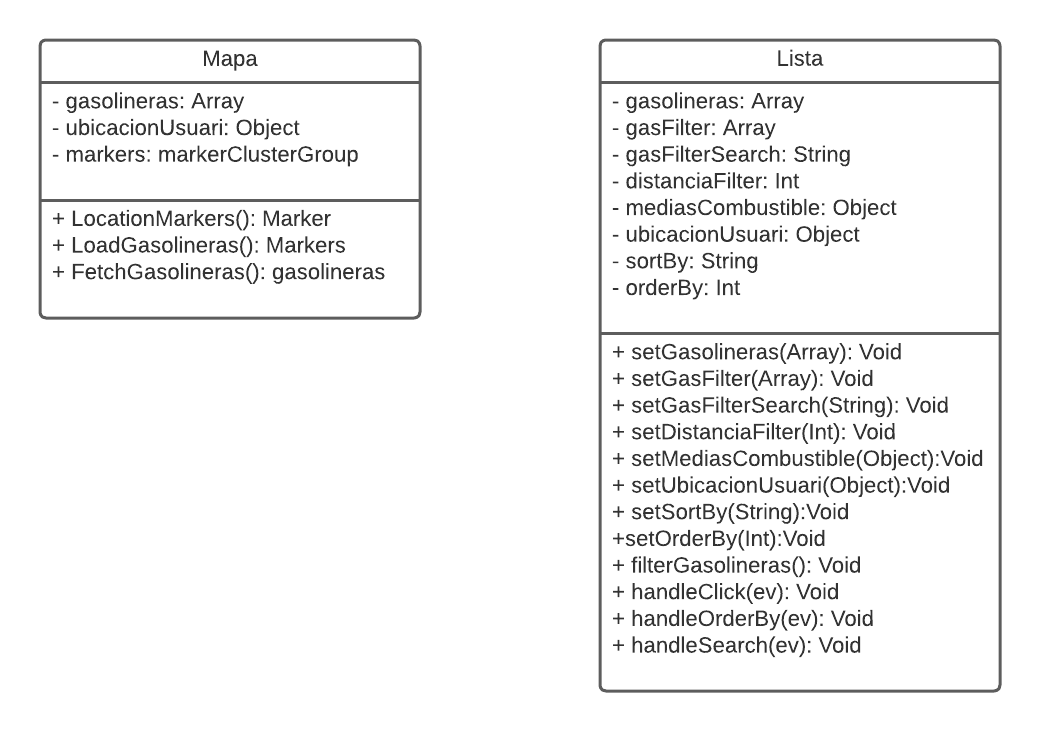 Mapa
- gasolineras: Array
- ubicacionUsuari: Object
- markers: markerClusterGroup
+ LocationMarkers(): Marker
+ LoadGasolineras(): Markers
+ FetchGasolineras(): gasolineras
Lista
- gasolineras: Array
- gasFilter: Array
- gasFilterSearch: String
- distanciaFilter: Int
- mediasCombustible: Object
- ubicacionUsuari: Object
- sortBy: String
- orderBy: Int
+ setGasolineras(Array): Void
+ setGasFilter(Array): Void
+ setGasFilterSearch(String): Void
+ setDistanciaFilter(Int): Void
+ setMediasCombustible(Object):Void
+ setUbicacionUsuari(Object):Void
+ setSortBy(String):Void
+setOrderBy(Int):Void
+ filterGasolineras(): Void
+ handleClick(ev): Void
+ handleOrderBy(ev): Void
+ handleSearch(ev): Void